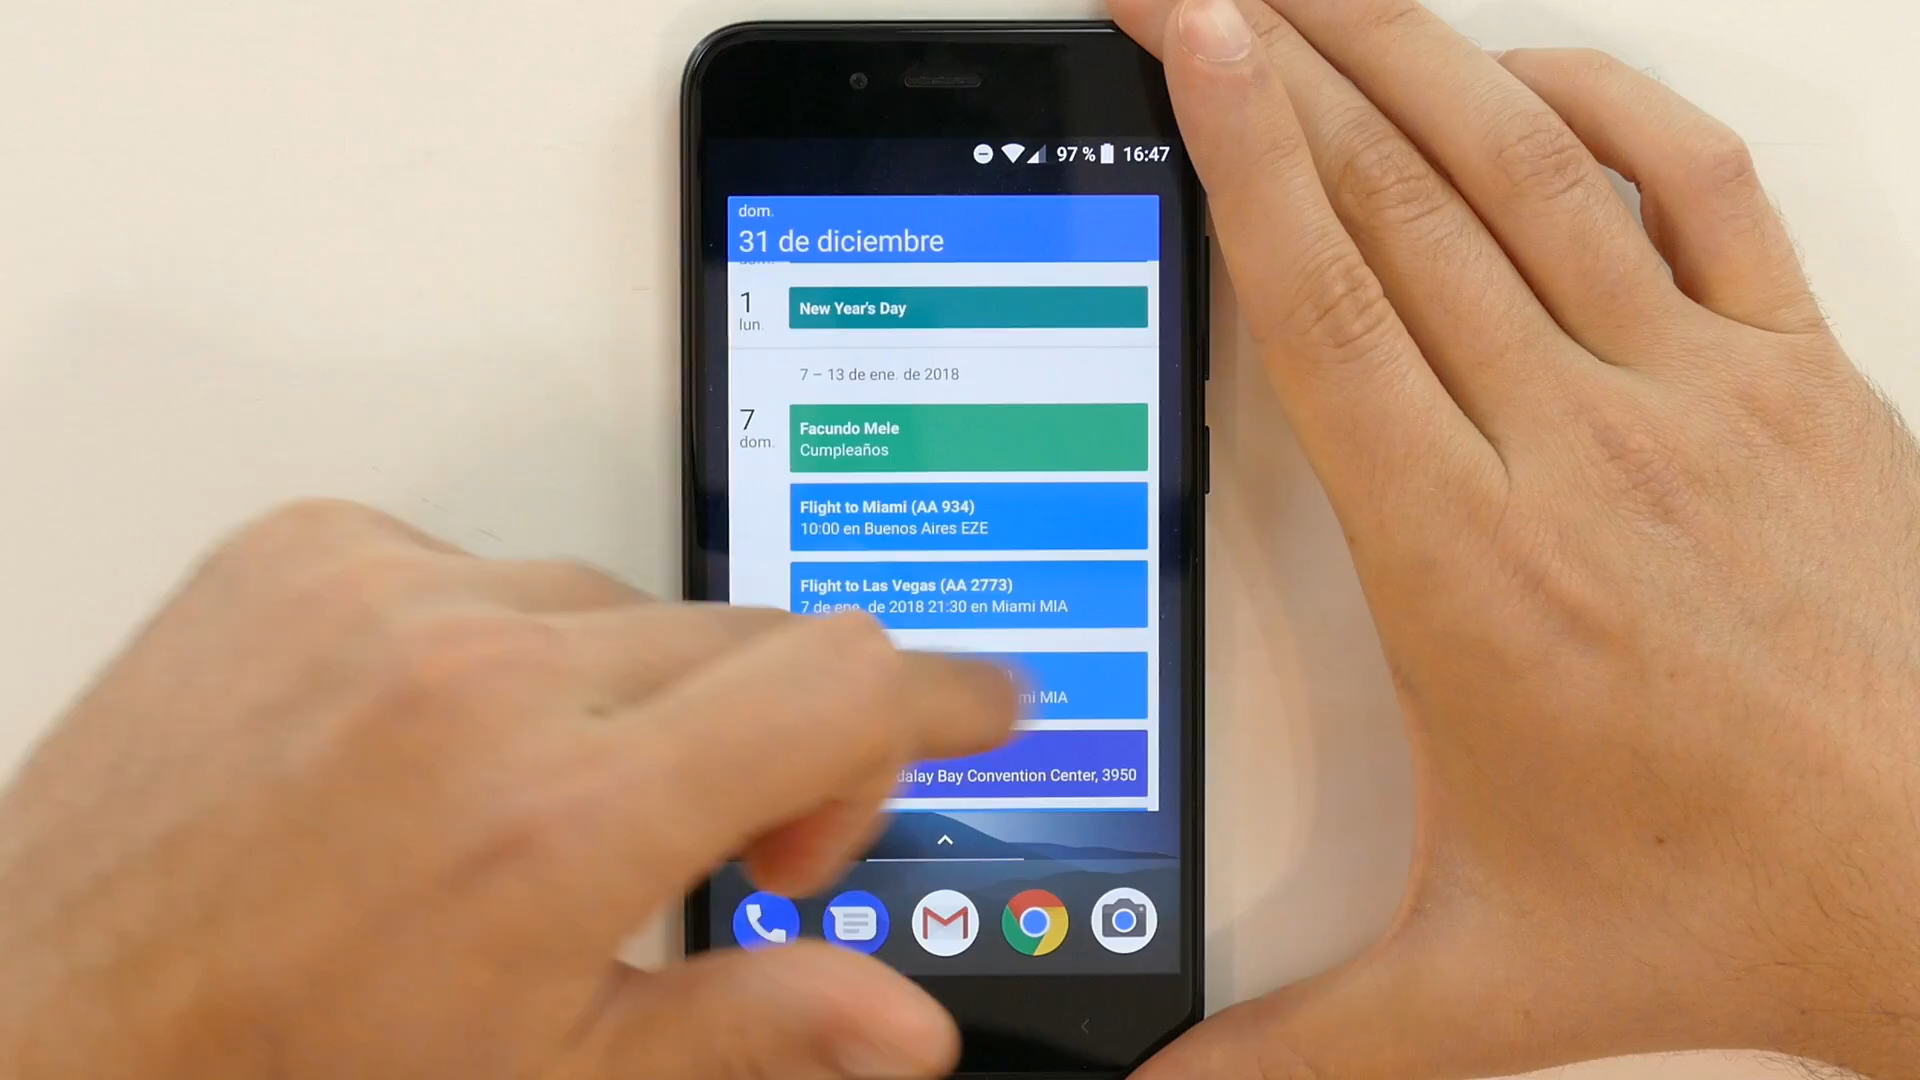 97 % 16:47
dom.
31 de diciembre
1
lun.
New Year's Day
7 – 13 de ene. de 2018
7
dom.
Facundo Mele
Cumpleaños
Flight to Miami (AA 934)
10:00 en Buenos Aires EZE
Flight to Las Vegas (AA 2773)
7 de ene. de 2018 21:30 en Miami MIA
MIA
Bay Convention Center, 3950